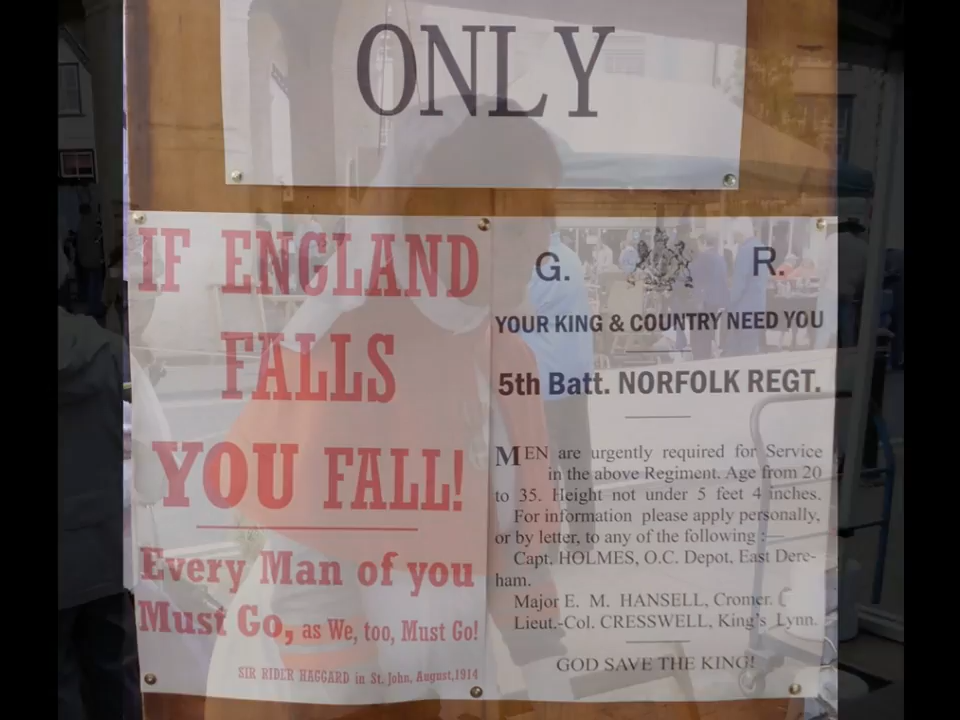 ONLY
IF ENGLAND
FALLS
YOU FALL!
Every Man of you
Must Go, as We, too, Must Go!
SIR RIDER HAGGARD in St. John, August,1914
G. R.
YOUR KING & COUNTRY NEED YOU
5th Batt. NORFOLK REGT.
MEN are urgently required for Service
in the above Regiment. Age from 20
to 35. Height not under 5 feet 4 inches.
For information please apply personally,
or by letter, to any of the following :—
Capt. HOLMES, O.C. Depot, East Dere-
ham.
Major E. M. HANSELL, Cromer.
Lieut.-Col. CRESSWELL, King's Lynn.
GOD SAVE THE KING!